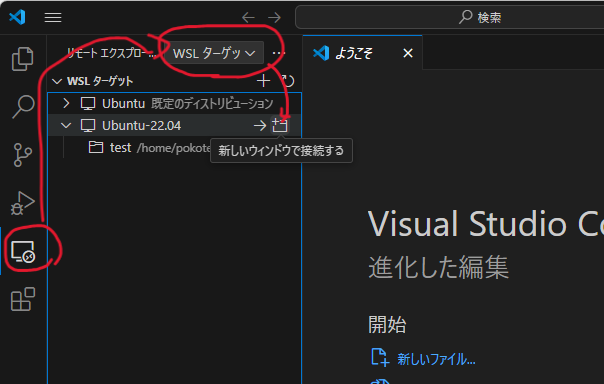 検索
リモート エクスプロー...
WSL ターゲッ
ようこそ
WSL ターゲット
Ubuntu 既定のディストリビューション
Ubuntu-22.04
test /home/pokote
新しいウィンドウで接続する
Visual Studio Co
進化した編集
開始
新しいファイル...